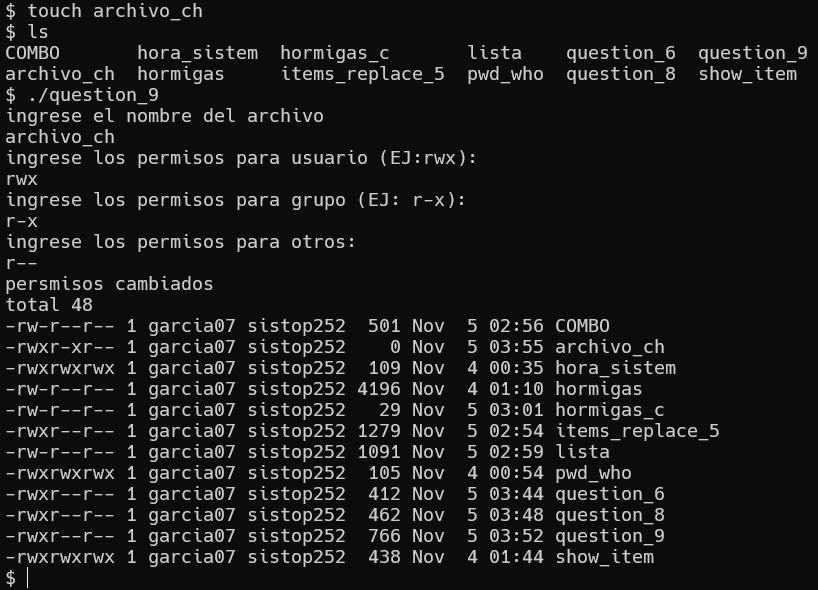 $ touch archivo_ch
$ ls
COMBO       hora_sistem  hormigas_c       lista    question_6  question_9
archivo_ch  hormigas     items_replace_5  pwd_who  question_8  show_item
$ ./question_9
ingrese el nombre del archivo
archivo_ch
ingrese los permisos para usuario (EJ:rwx):
rwx
ingrese los permisos para grupo (EJ: r-x):
r-x
ingrese los permisos para otros:
r--
persmisos cambiados
total 48
-rw-r--r-- 1 garcia07 sistop252  501 Nov  5 02:56 COMBO
-rwxr-xr-- 1 garcia07 sistop252    0 Nov  5 03:55 archivo_ch
-rwxrwxrwx 1 garcia07 sistop252  109 Nov  4 00:35 hora_sistem
-rw-r--r-- 1 garcia07 sistop252 4196 Nov  4 01:10 hormigas
-rw-r--r-- 1 garcia07 sistop252   29 Nov  5 03:01 hormigas_c
-rwxr--r-- 1 garcia07 sistop252 1279 Nov  5 02:54 items_replace_5
-rw-r--r-- 1 garcia07 sistop252 1091 Nov  5 02:59 lista
-rwxrwxrwx 1 garcia07 sistop252  105 Nov  4 00:54 pwd_who
-rwxr--r-- 1 garcia07 sistop252  412 Nov  5 03:44 question_6
-rwxr--r-- 1 garcia07 sistop252  462 Nov  5 03:48 question_8
-rwxr--r-- 1 garcia07 sistop252  766 Nov  5 03:52 question_9
-rwxrwxrwx 1 garcia07 sistop252  438 Nov  4 01:44 show_item
$